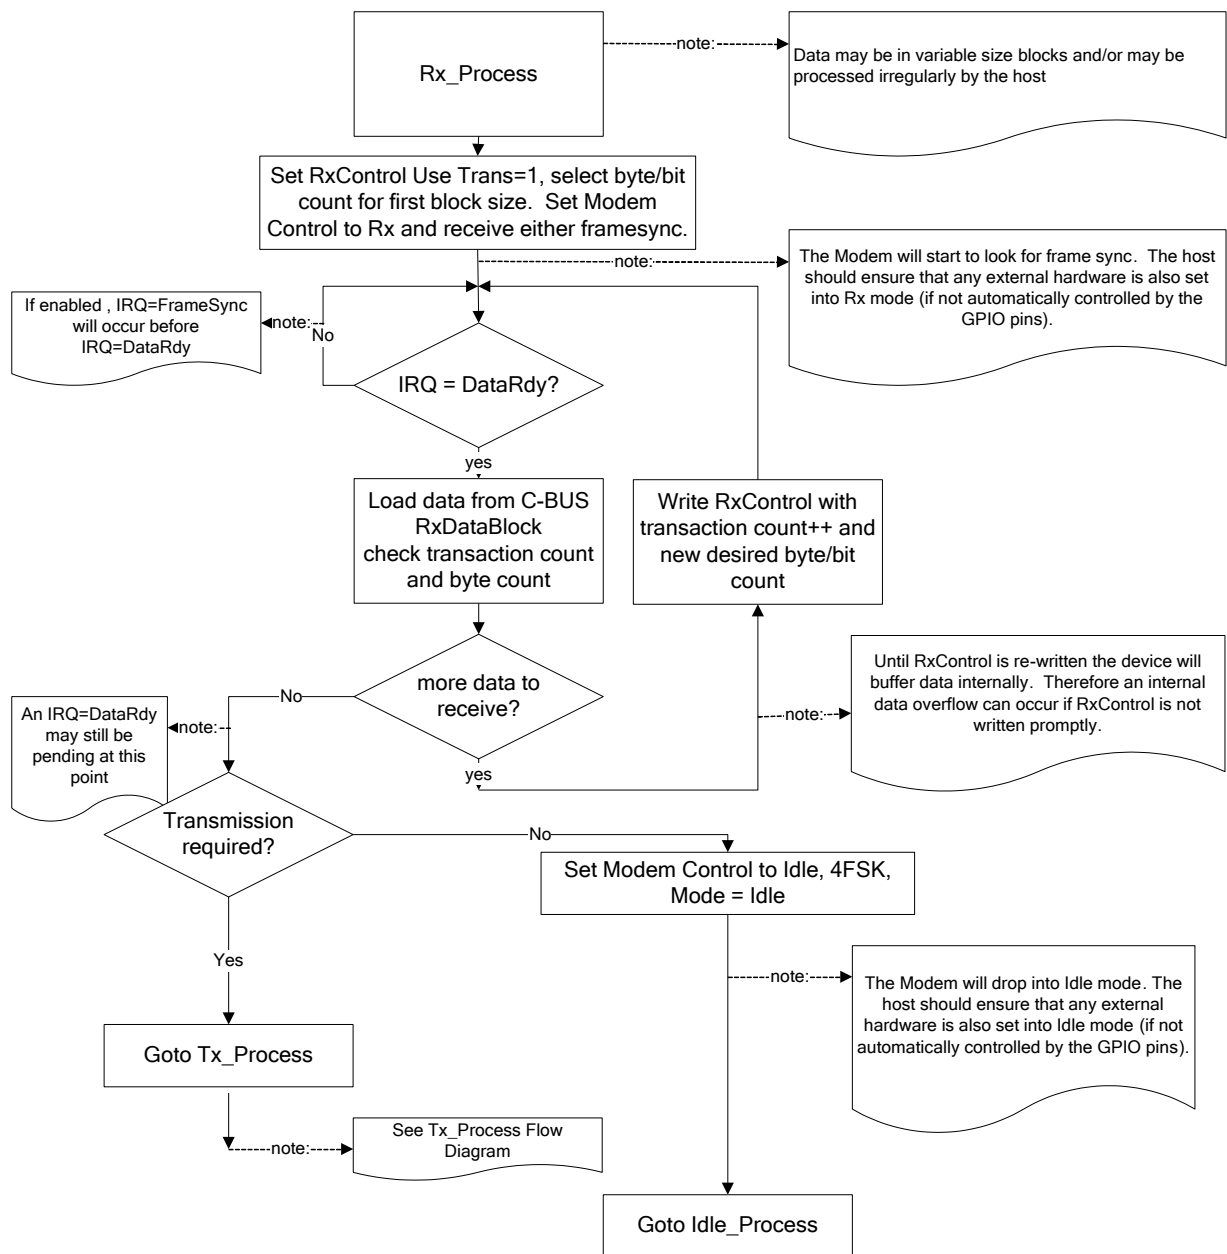 Rx_Process
note:
Data may be in variable size blocks and/or may be
processed irregularly by the host
Set RxControl Use Trans=1, select byte/bit
count for first block size.  Set Modem
Control to Rx and receive either framesync.
note:
The Modem will start to look for frame sync.  The host
should ensure that any external hardware is also set
into Rx mode (if not automatically controlled by the
GPIO pins).
If enabled , IRQ=FrameSync
will occur before
IRQ=DataRdy
note:
No
IRQ = DataRdy?
yes
Load data from C-BUS
RxDataBlock
check transaction count
and byte count
Write RxControl with
transaction count++ and
new desired byte/bit
count
more data to
receive?
No
yes
note:
Until RxControl is re-written the device will
buffer data internally.  Therefore an internal
data overflow can occur if RxControl is not
written promptly.
An IRQ=DataRdy
may still be
pending at this
point
note:
Transmission
required?
No
Set Modem Control to Idle, 4FSK,
Mode = Idle
Yes
note:
The Modem will drop into Idle mode. The
host should ensure that any external
hardware is also set into Idle mode (if not
automatically controlled by the GPIO pins).
Goto Tx_Process
note:
See Tx_Process Flow
Diagram
Goto Idle_Process